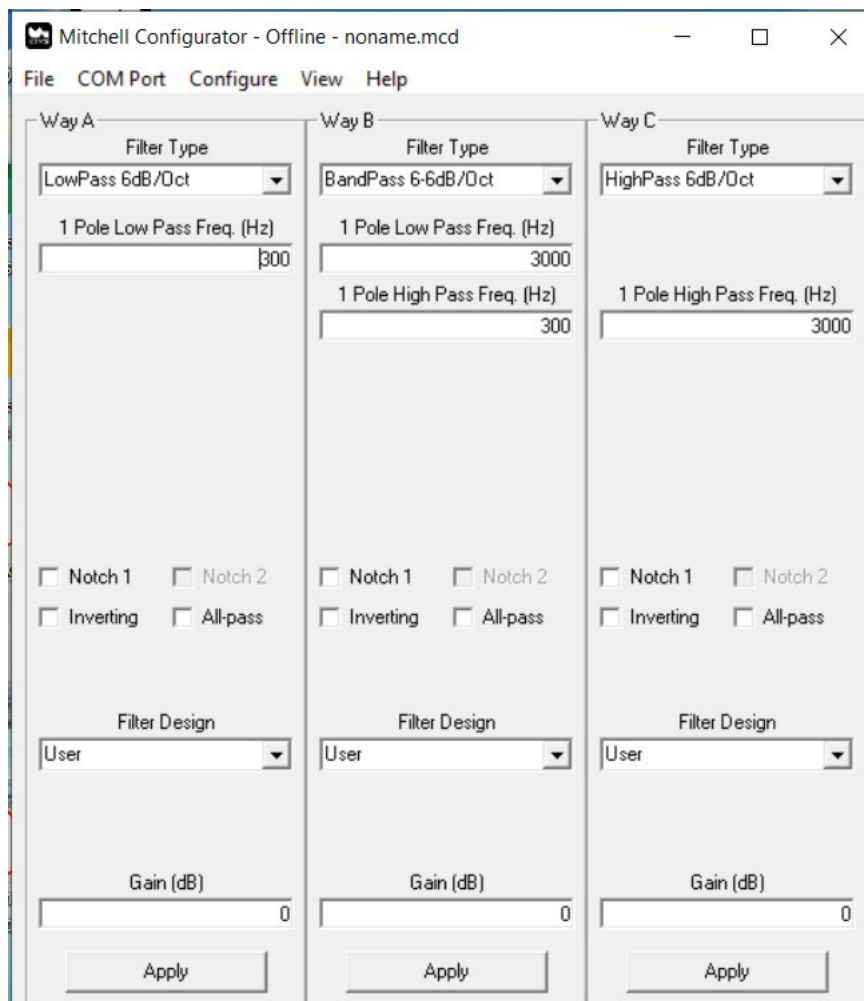 Mitchell Configurator - Offline - noname.mcd
File COM Port Configure View Help
Way A
Filter Type
LowPass 6dB/Oct
1 Pole Low Pass Freq. (Hz)
300
Notch 1 Notch 2
Inverting All-pass
Filter Design
User
Gain (dB)
0
Apply
Way B
Filter Type
BandPass 6-6dB/Oct
1 Pole Low Pass Freq. (Hz)
3000
1 Pole High Pass Freq. (Hz)
300
Notch 1 Notch 2
Inverting All-pass
Filter Design
User
Gain (dB)
0
Apply
Way C
Filter Type
HighPass 6dB/Oct
1 Pole High Pass Freq. (Hz)
3000
Notch 1 Notch 2
Inverting All-pass
Filter Design
User
Gain (dB)
0
Apply